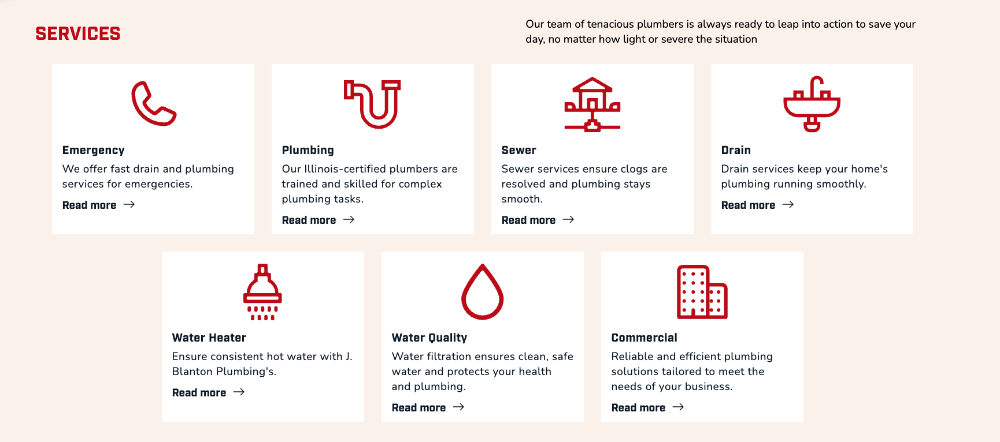 SERVICES
Our team of tenacious plumbers is always ready to leap into action to save your
day, no matter how light or severe the situation
Emergency
We offer fast drain and plumbing
services for emergencies.
Read more
Plumbing
Our Illinois-certified plumbers are
trained and skilled for complex
plumbing tasks.
Read more
Sewer
Sewer services ensure clogs are
resolved and plumbing stays
smooth.
Read more
Drain
Drain services keep your home's
plumbing running smoothly.
Read more
Water Heater
Ensure consistent hot water with J.
Blanton Plumbing's.
Read more
Water Quality
Water filtration ensures clean, safe
water and protects your health
and plumbing.
Read more
Commercial
Reliable and efficient plumbing
solutions tailored to meet the
needs of your business.
Read more